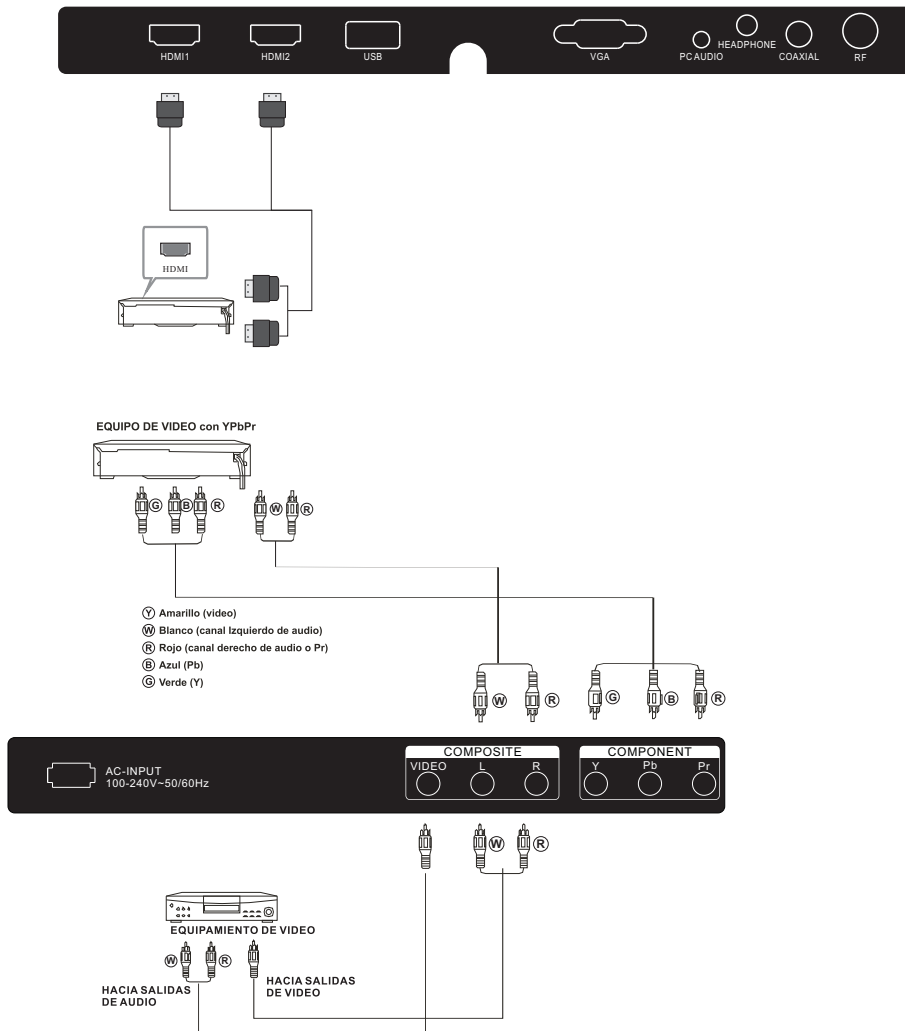 HDMI1
HDMI2
USB
VGA
PC AUDIO
HEADPHONE
COAXIAL
RF
HDMI
EQUIPO DE VIDEO con YPbPr
G
B
R
W
R
Y Amarillo (video)
W Blanco (canal Izquierdo de audio)
R Rojo (canal derecho de audio o Pr)
B Azul (Pb)
G Verde (Y)
W
R
G
B
R
COMPOSITE
COMPONENT
VIDEO
L
R
Y
Pb
Pr
AC-INPUT
100-240V~50/60Hz
W
R
EQUIPAMIENTO DE VIDEO
W
R
HACIA SALIDAS
DE AUDIO
HACIA SALIDAS
DE VIDEO